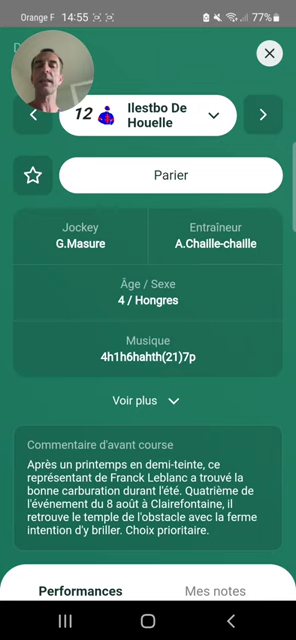 Orange F 14:55 77%
12 Ilestbo De
Houelle
Parier
Jockey
G.Masure
Entraîneur
A.Chaille-chaille
Âge / Sexe
4 / Hongres
Musique
4h1h6hahth(21)7p
Voir plus
Commentaire d'avant course
Après un printemps en demi-teinte, ce
représentant de Franck Leblanc a trouvé la
bonne carburation durant l'été. Quatrième de
l'événement du 8 août à Clairefontaine, il
retrouve le temple de l'obstacle avec la ferme
intention d'y briller. Choix prioritaire.
Performances
Mes notes